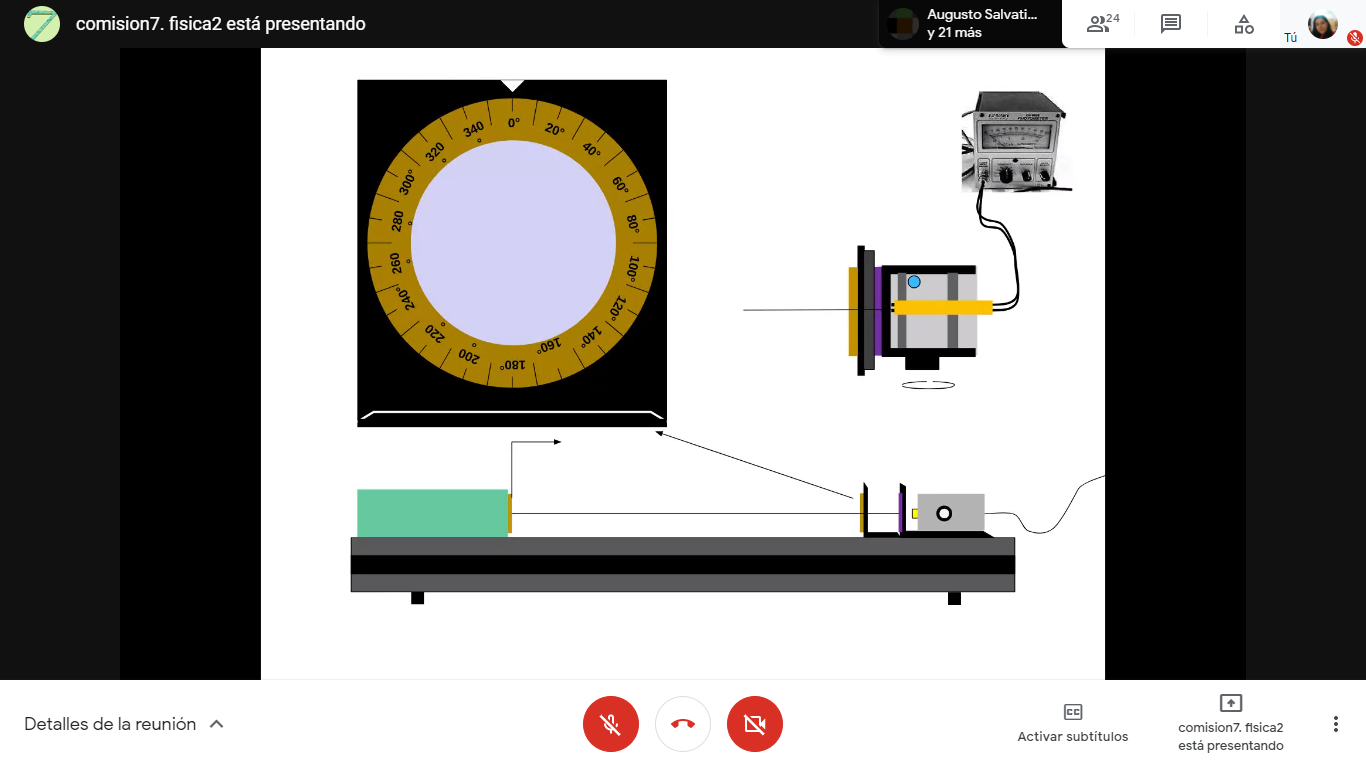 comision7. fisica2 está presentando
Augusto Salvati...
y 21 más
24
Tú
0°
20°
40°
60°
80°
100°
120°
140°
160°
180°
200°
220°
240°
260°
280°
300°
320°
340°
PHOTOMETER
Detalles de la reunión
CC
Activar subtítulos
comision7. fisica2
está presentando